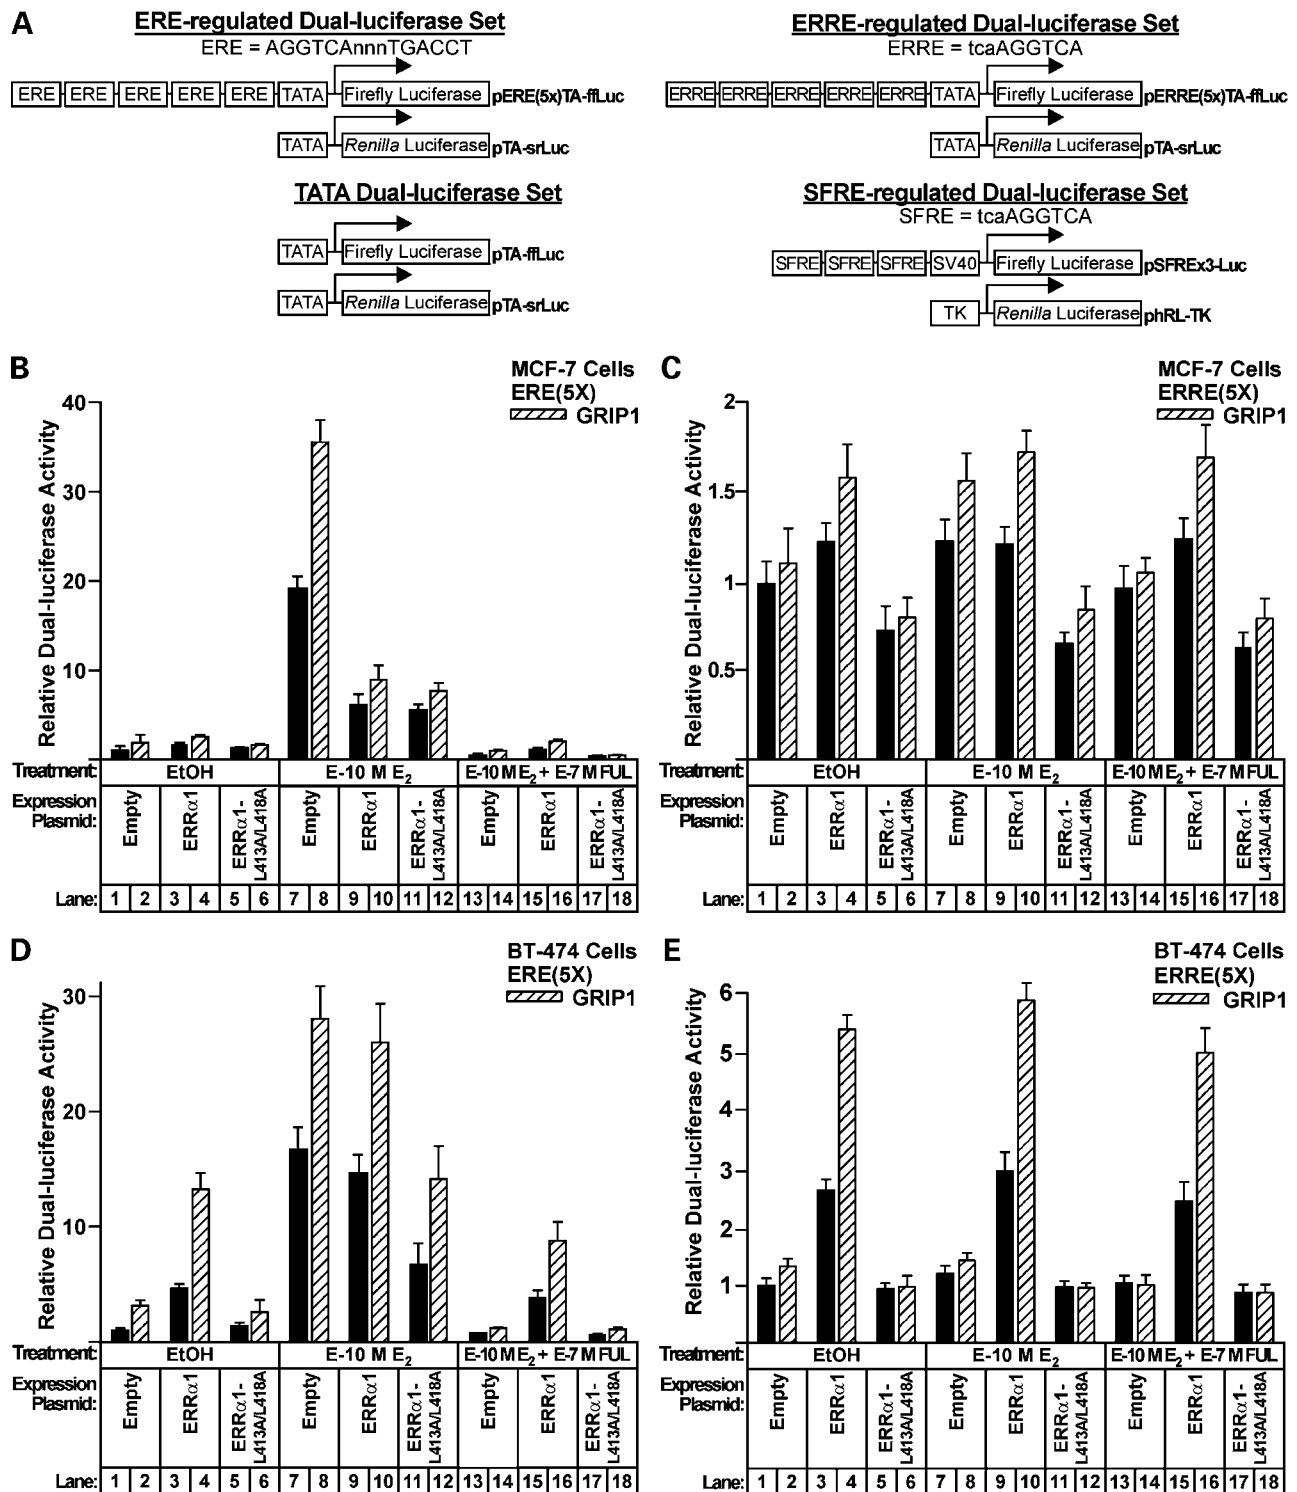 A
ERE-regulated Dual-luciferase Set
ERE = AGGTCAnnnTGACCT
ERE ERE ERE ERE ERE TATA Firefly Luciferase pERE(5x)TA-ffLuc
TATA Renilla Luciferase pTA-srLuc
TATA Dual-luciferase Set
TATA Firefly Luciferase pTA-ffLuc
TATA Renilla Luciferase pTA-srLuc
ERRE-regulated Dual-luciferase Set
ERRE = tcaAGGTCA
ERRE ERRE ERRE ERRE ERRE TATA Firefly Luciferase pERRE(5x)TA-ffLuc
TATA Renilla Luciferase pTA-srLuc
SFRE-regulated Dual-luciferase Set
SFRE = tcaAGGTCA
SFRE SFRE SFRE SV40 Firefly Luciferase pSFREx3-Luc
TK Renilla Luciferase phRL-TK
B
MCF-7 Cells
ERE(5X)
GRIP1
Relative Dual-luciferase Activity
40
30
20
10
Treatment: EtOH E-10 M E2 E-10 M E2 + E-7 M FUL
Expression Plasmid: Empty ERRα1 ERRα1-L413A/L418A Empty ERRα1 ERRα1-L413A/L418A Empty ERRα1 ERRα1-L413A/L418A
Lane: 1 2 3 4 5 6 7 8 9 10 11 12 13 14 15 16 17 18
C
MCF-7 Cells
ERRE(5X)
GRIP1
Relative Dual-luciferase Activity
2
1.5
1
0.5
Treatment: EtOH E-10 M E2 E-10 M E2 + E-7 M FUL
Expression Plasmid: Empty ERRα1 ERRα1-L413A/L418A Empty ERRα1 ERRα1-L413A/L418A Empty ERRα1 ERRα1-L413A/L418A
Lane: 1 2 3 4 5 6 7 8 9 10 11 12 13 14 15 16 17 18
D
BT-474 Cells
ERE(5X)
GRIP1
Relative Dual-luciferase Activity
30
20
10
Treatment: EtOH E-10 M E2 E-10 M E2 + E-7 M FUL
Expression Plasmid: Empty ERRα1 ERRα1-L413A/L418A Empty ERRα1 ERRα1-L413A/L418A Empty ERRα1 ERRα1-L413A/L418A
Lane: 1 2 3 4 5 6 7 8 9 10 11 12 13 14 15 16 17 18
E
BT-474 Cells
ERRE(5X)
GRIP1
Relative Dual-luciferase Activity
6
5
4
3
2
1
Treatment: EtOH E-10 M E2 E-10 M E2 + E-7 M FUL
Expression Plasmid: Empty ERRα1 ERRα1-L413A/L418A Empty ERRα1 ERRα1-L413A/L418A Empty ERRα1 ERRα1-L413A/L418A
Lane: 1 2 3 4 5 6 7 8 9 10 11 12 13 14 15 16 17 18